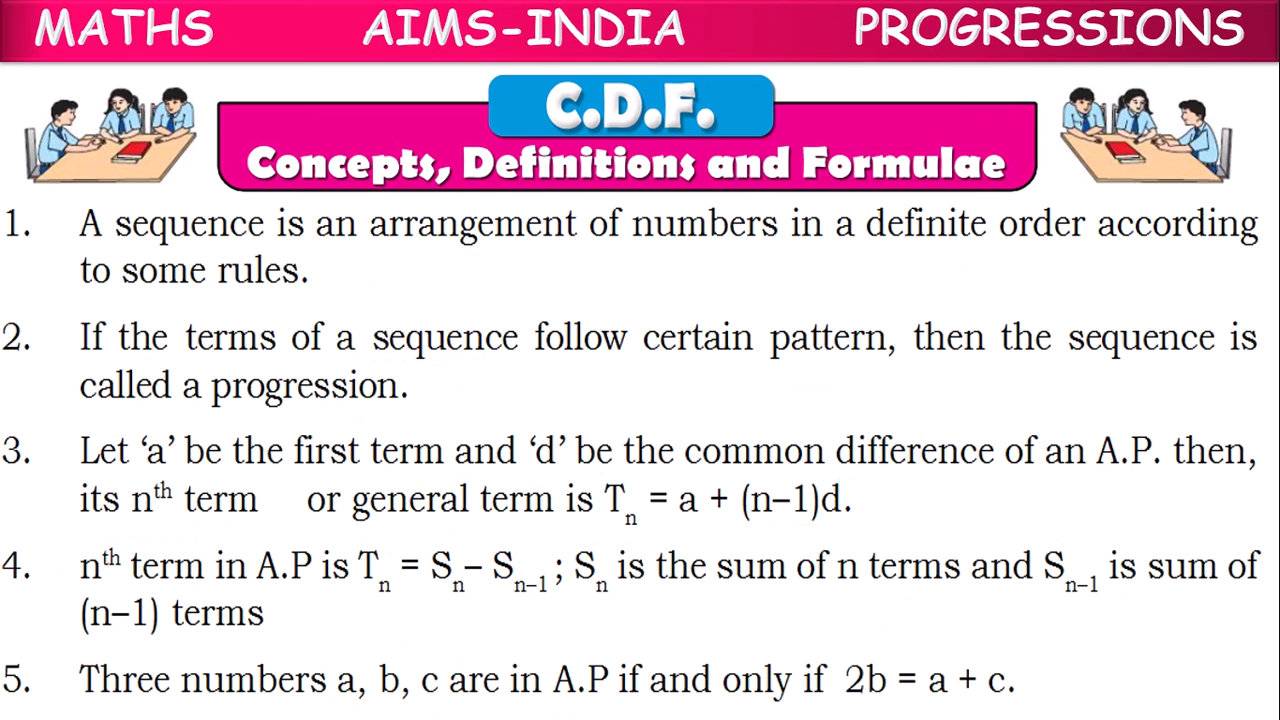 MATHS AIMS-INDIA PROGRESSIONS
C.D.F.
Concepts, Definitions and Formulae
1. A sequence is an arrangement of numbers in a definite order according
to some rules.
2. If the terms of a sequence follow certain pattern, then the sequence is
called a progression.
3. Let ‘a’ be the first term and ‘d’ be the common difference of an A.P. then,
its nᵗʰ term or general term is Tₙ = a + (n–1)d.
4. nᵗʰ term in A.P is Tₙ = Sₙ – Sₙ₋₁ ; Sₙ is the sum of n terms and Sₙ₋₁ is sum of
(n–1) terms
5. Three numbers a, b, c are in A.P if and only if 2b = a + c.